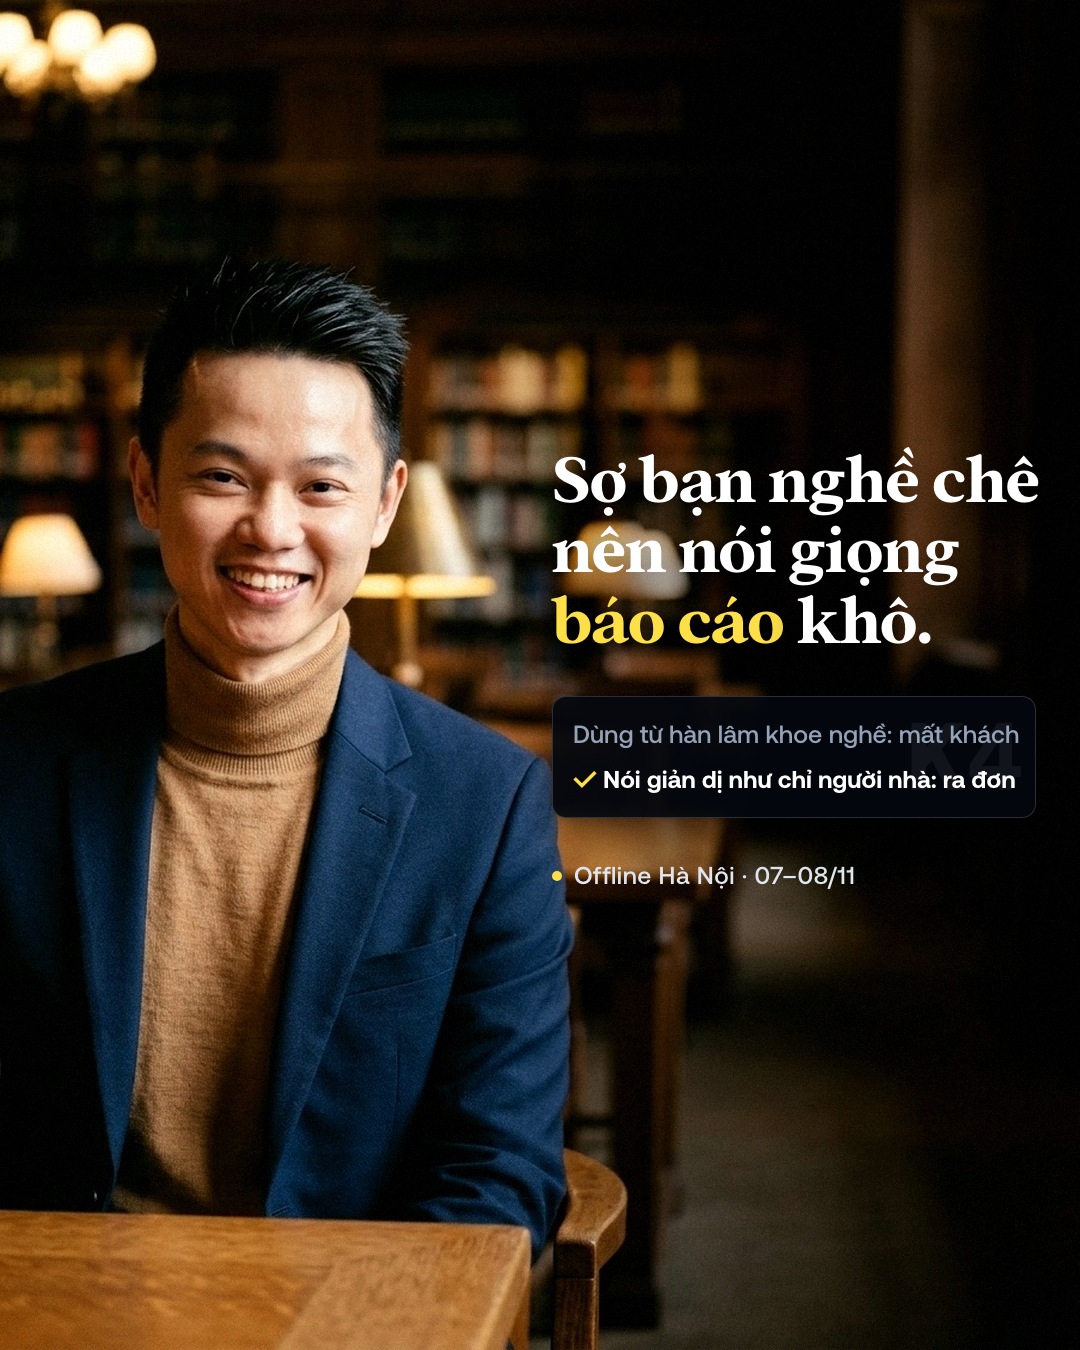 Sợ bạn nghề chê
nên nói giọng
báo cáo khô.
Dùng từ hàn lâm khoe nghề: mất khách
Nói giản dị như chỉ người nhà: ra đơn
Offline Hà Nội · 07–08/11
K4